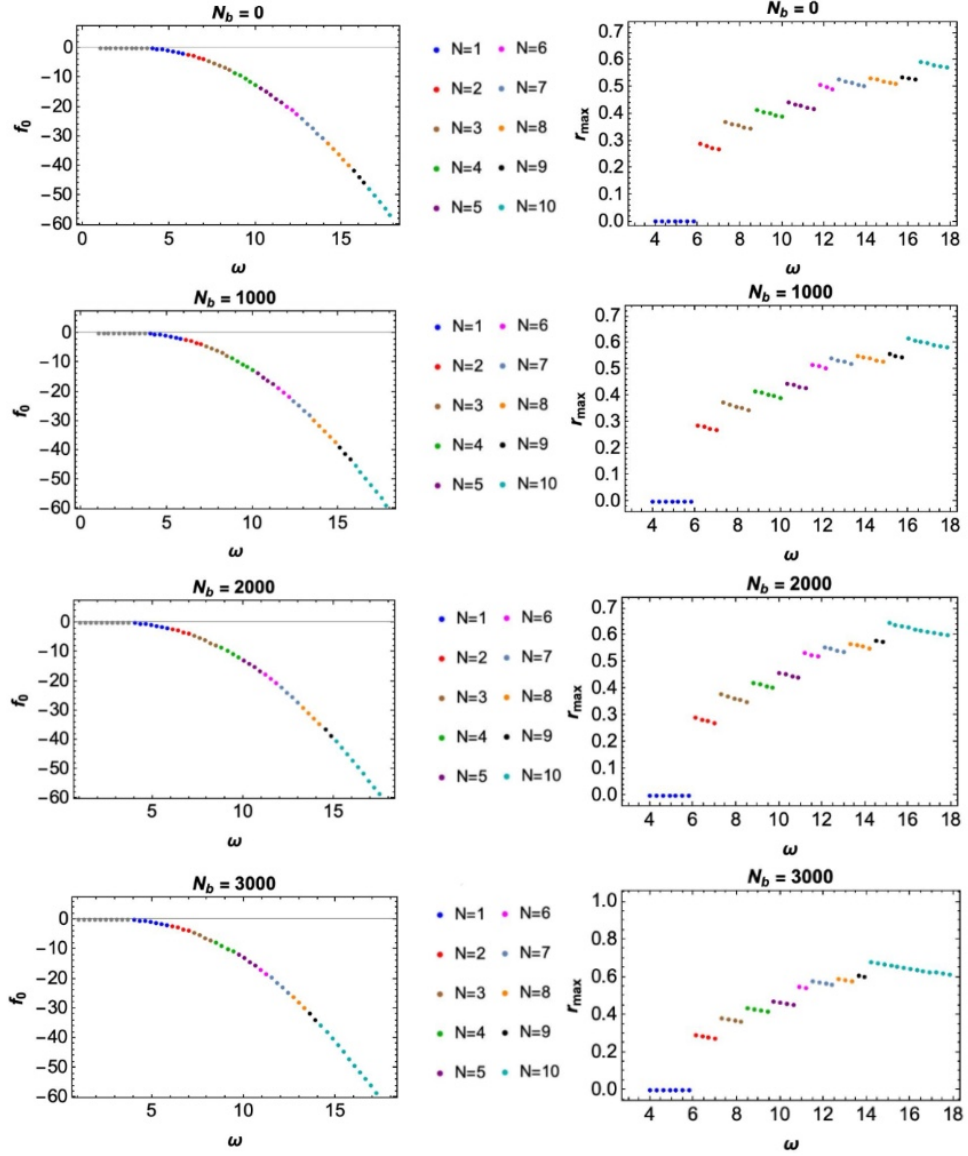 N_b = 0
N_b = 0
f_0
0
−10
−20
−30
−40
−50
−60
0 5 10 15
ω
N=1 N=6
N=2 N=7
N=3 N=8
N=4 N=9
N=5 N=10
r_max
0.7
0.6
0.5
0.4
0.3
0.2
0.1
0.0
4 6 8 10 12 14 16 18
ω
N_b = 1000
N_b = 1000
f_0
0
−10
−20
−30
−40
−50
−60
0 5 10 15
ω
N=1 N=6
N=2 N=7
N=3 N=8
N=4 N=9
N=5 N=10
r_max
0.7
0.6
0.5
0.4
0.3
0.2
0.1
0.0
4 6 8 10 12 14 16 18
ω
N_b = 2000
N_b = 2000
f_0
0
−10
−20
−30
−40
−50
−60
5 10 15
ω
N=1 N=6
N=2 N=7
N=3 N=8
N=4 N=9
N=5 N=10
r_max
0.7
0.6
0.5
0.4
0.3
0.2
0.1
0.0
4 6 8 10 12 14 16 18
ω
N_b = 3000
N_b = 3000
f_0
0
−10
−20
−30
−40
−50
−60
5 10 15
ω
N=1 N=6
N=2 N=7
N=3 N=8
N=4 N=9
N=5 N=10
r_max
1.0
0.8
0.6
0.4
0.2
0.0
4 6 8 10 12 14 16 18
ω